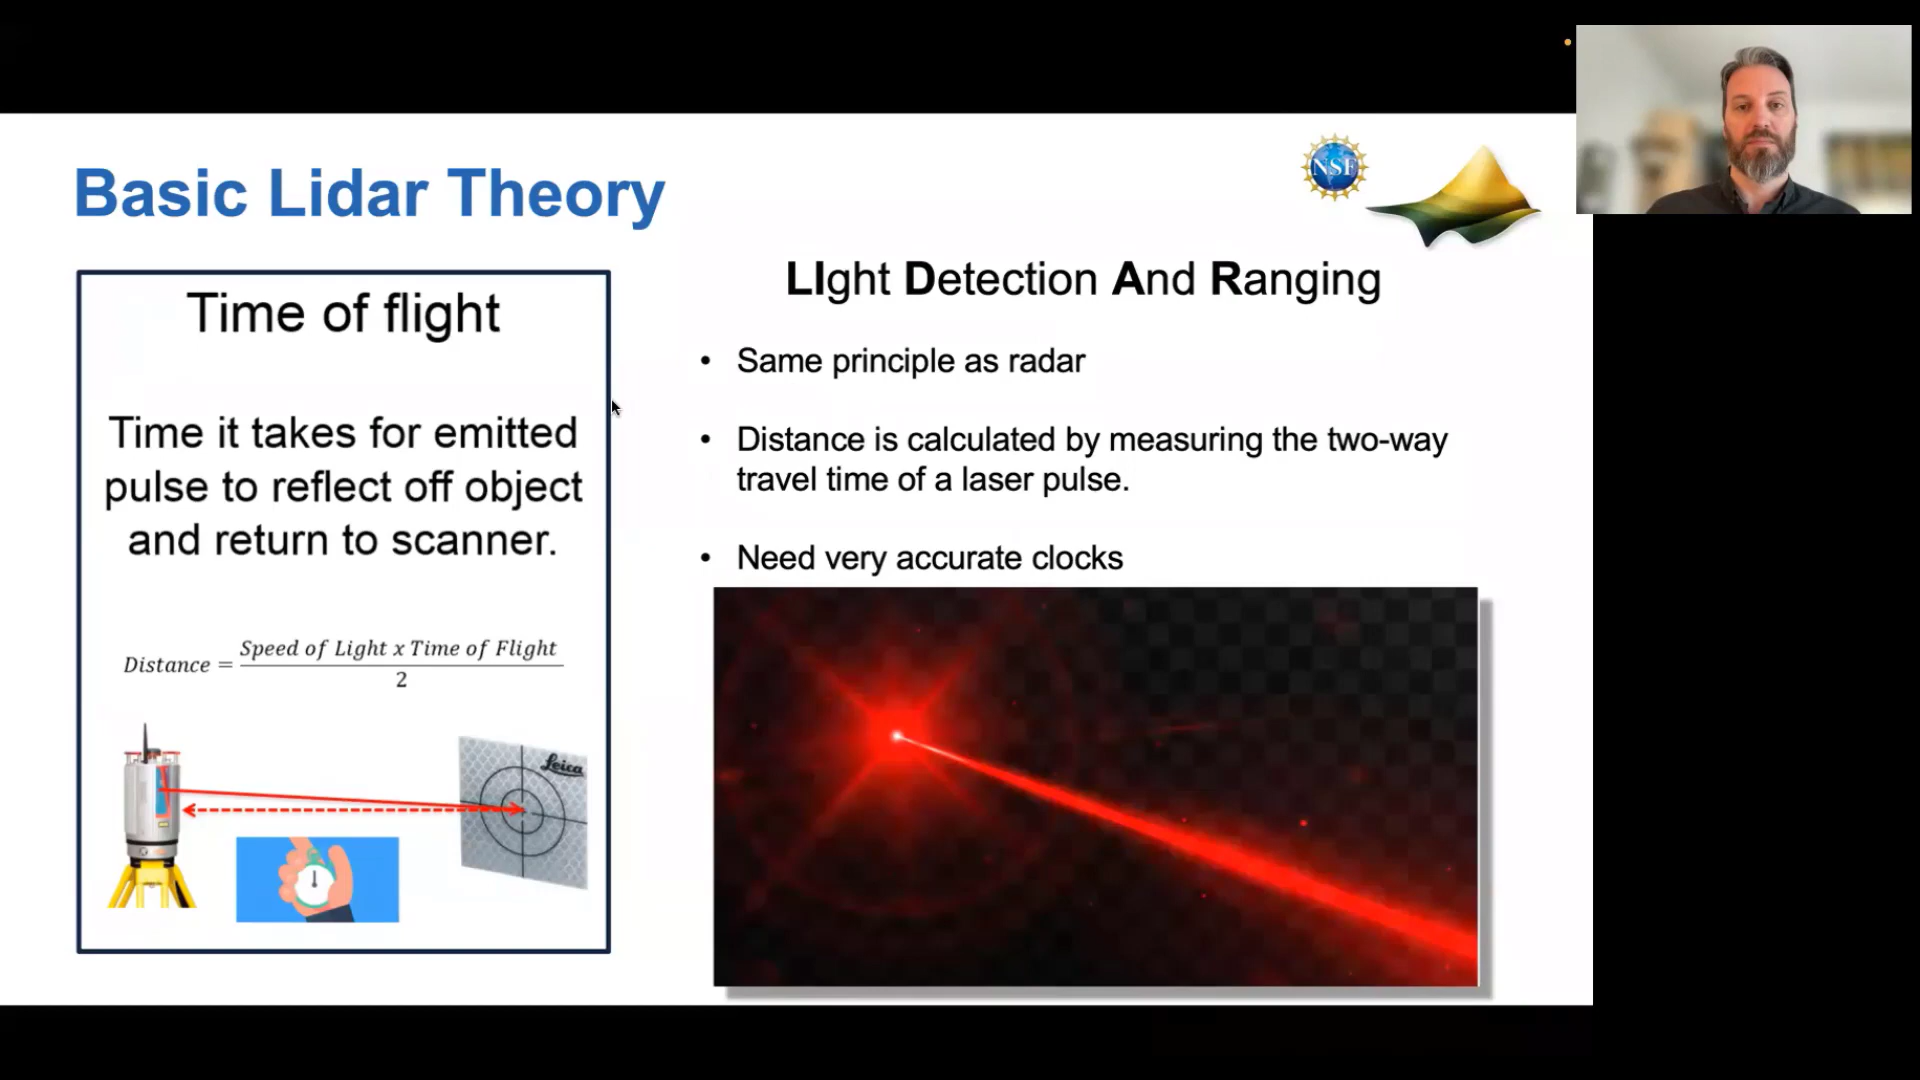 Basic Lidar Theory
NSF
Time of flight
Time it takes for emitted
pulse to reflect off object
and return to scanner.
Distance = Speed of Light x Time of Flight
2
Leica
LIght Detection And Ranging
• Same principle as radar
• Distance is calculated by measuring the two-way
travel time of a laser pulse.
• Need very accurate clocks